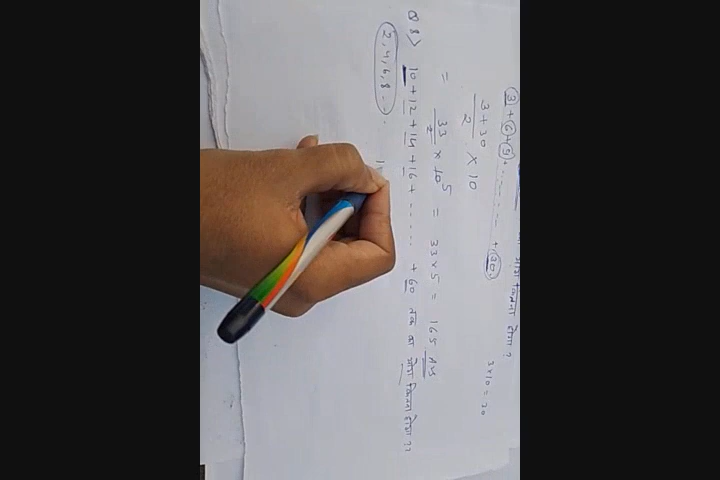 3 + 6 + 9 ............ + 30. का जोड़ कितना होगा ?
3×10 = 30
3 + 30 / 2 × 10
= 33 / 2 × 10 5 = 33 × 5 = 165 Ans
Q 8> 10 + 12 + 14 + 16 + ...... + 60 तक का जोड़ कितना होगा ??
2, 4, 6, 8 . . . .